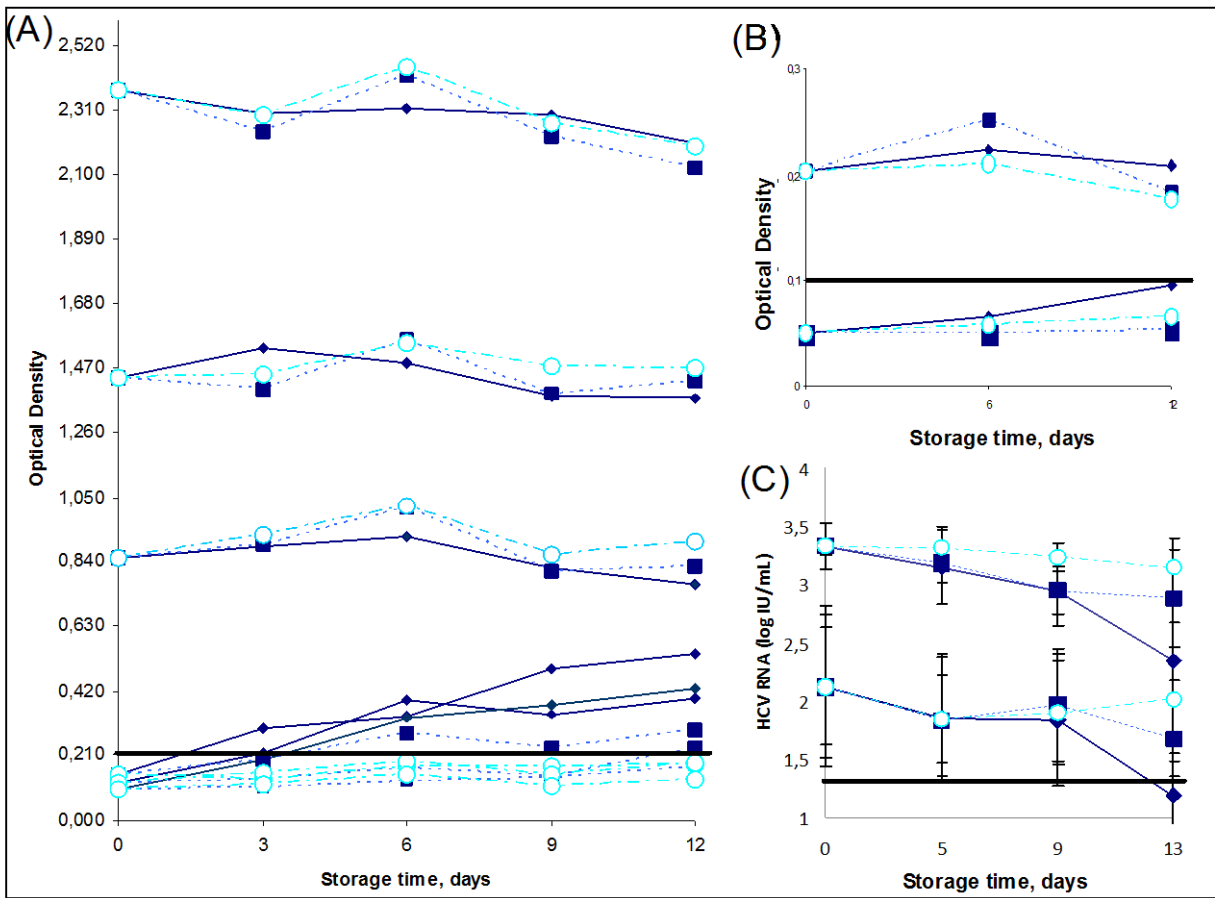 (A)
2,520
2,310
2,100
1,890
1,680
1,470
1,260
1,050
0,840
0,630
0,420
0,210
0,000
Optical Density
0 3 6 9 12
Storage time, days
(B)
0,3
0,2
0,1
0
Optical Density
0 6 12
Storage time, days
(C)
4
3,5
3
2,5
2
1,5
1
HCV RNA (log IU/mL)
0 5 9 13
Storage time, days